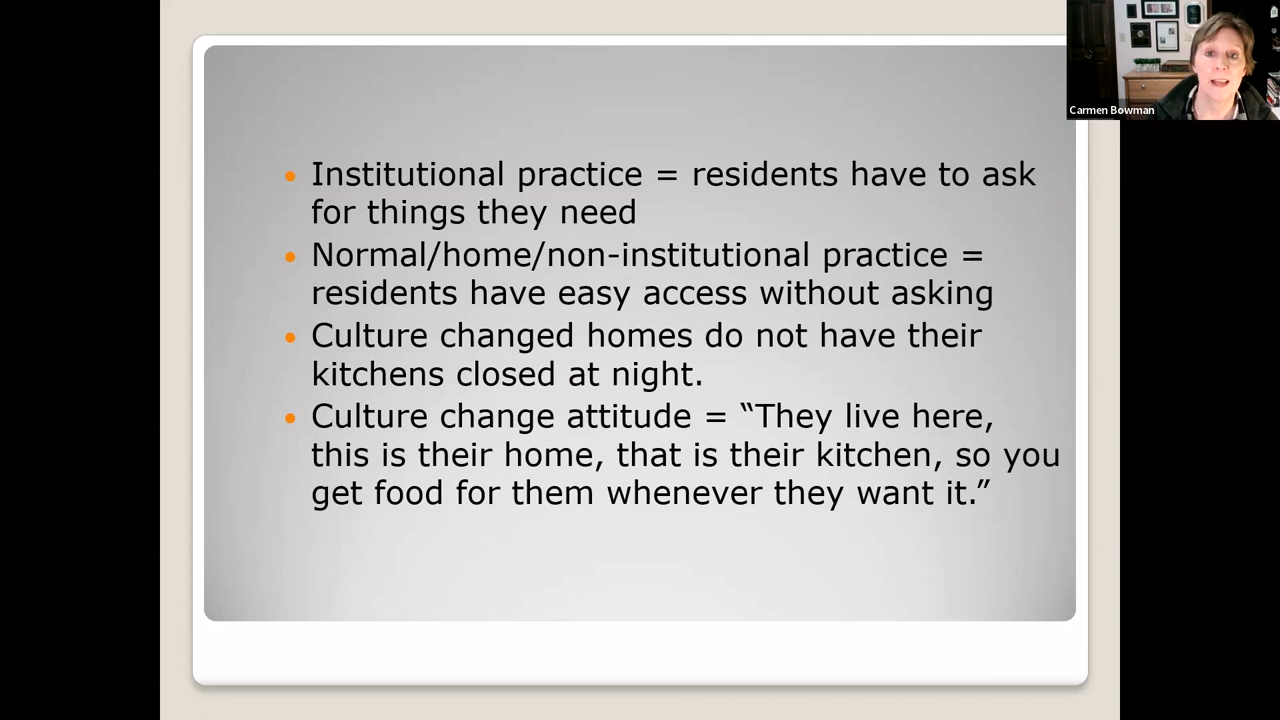 Carmen Bowman
Institutional practice = residents have to ask
for things they need
Normal/home/non-institutional practice =
residents have easy access without asking
Culture changed homes do not have their
kitchens closed at night.
Culture change attitude = “They live here,
this is their home, that is their kitchen, so you
get food for them whenever they want it.”